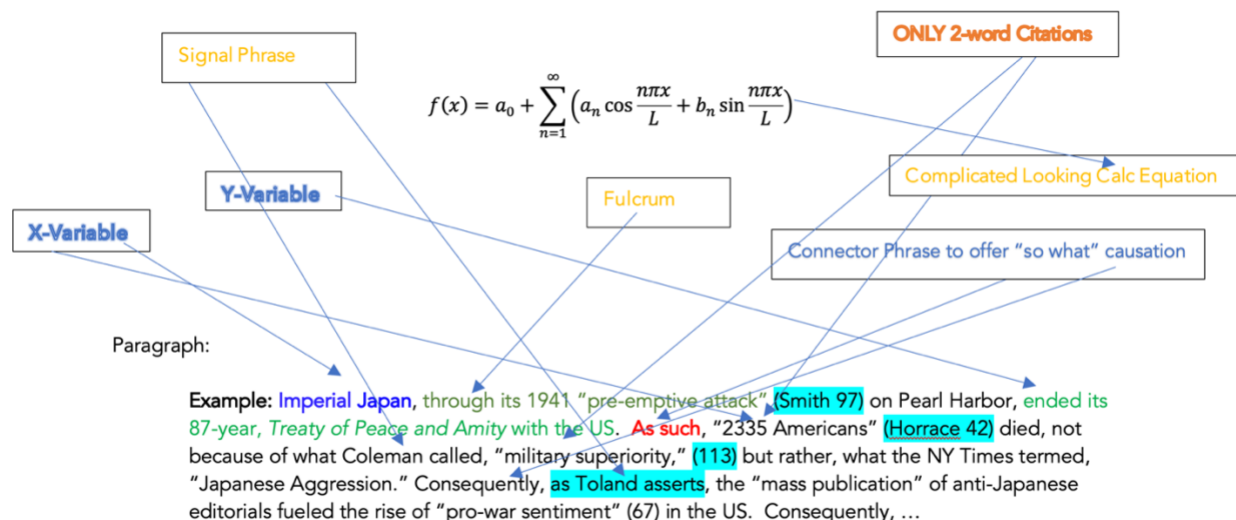 ONLY 2-word Citations
Signal Phrase
f(x) = a₀ + ∑_{n=1}^{∞} (aₙ cos nπx/L + bₙ sin nπx/L)
Complicated Looking Calc Equation
Y-Variable
Fulcrum
X-Variable
Connector Phrase to offer “so what” causation
Paragraph:
Example: Imperial Japan, through its 1941 “pre-emptive attack” (Smith 97) on Pearl Harbor, ended its
87-year, Treaty of Peace and Amity with the US. As such, “2335 Americans” (Horrace 42) died, not
because of what Coleman called, “military superiority,” (113) but rather, what the NY Times termed,
“Japanese Aggression.” Consequently, as Toland asserts, the “mass publication” of anti-Japanese
editorials fueled the rise of “pro-war sentiment” (67) in the US. Consequently, …